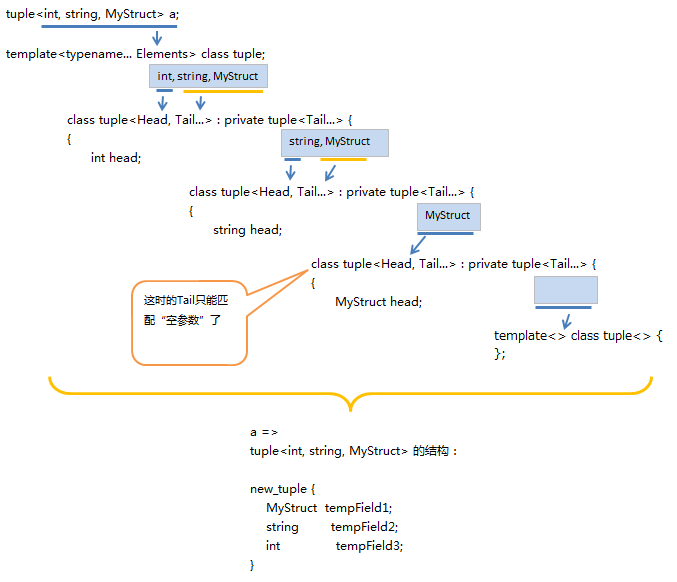 tuple<int, string, MyStruct> a;
template<typename... Elements> class tuple;
int, string, MyStruct
class tuple<Head, Tail...> : private tuple<Tail...> {
{
int head;
string, MyStruct
class tuple<Head, Tail...> : private tuple<Tail...> {
{
string head;
MyStruct
class tuple<Head, Tail...> : private tuple<Tail...> {
{
MyStruct head;
这时的Tail只能匹
配“空参数”了
template<> class tuple<> {
};
a =>
tuple<int, string, MyStruct> 的结构：
new_tuple {
MyStruct tempField1;
string tempField2;
int tempField3;
}